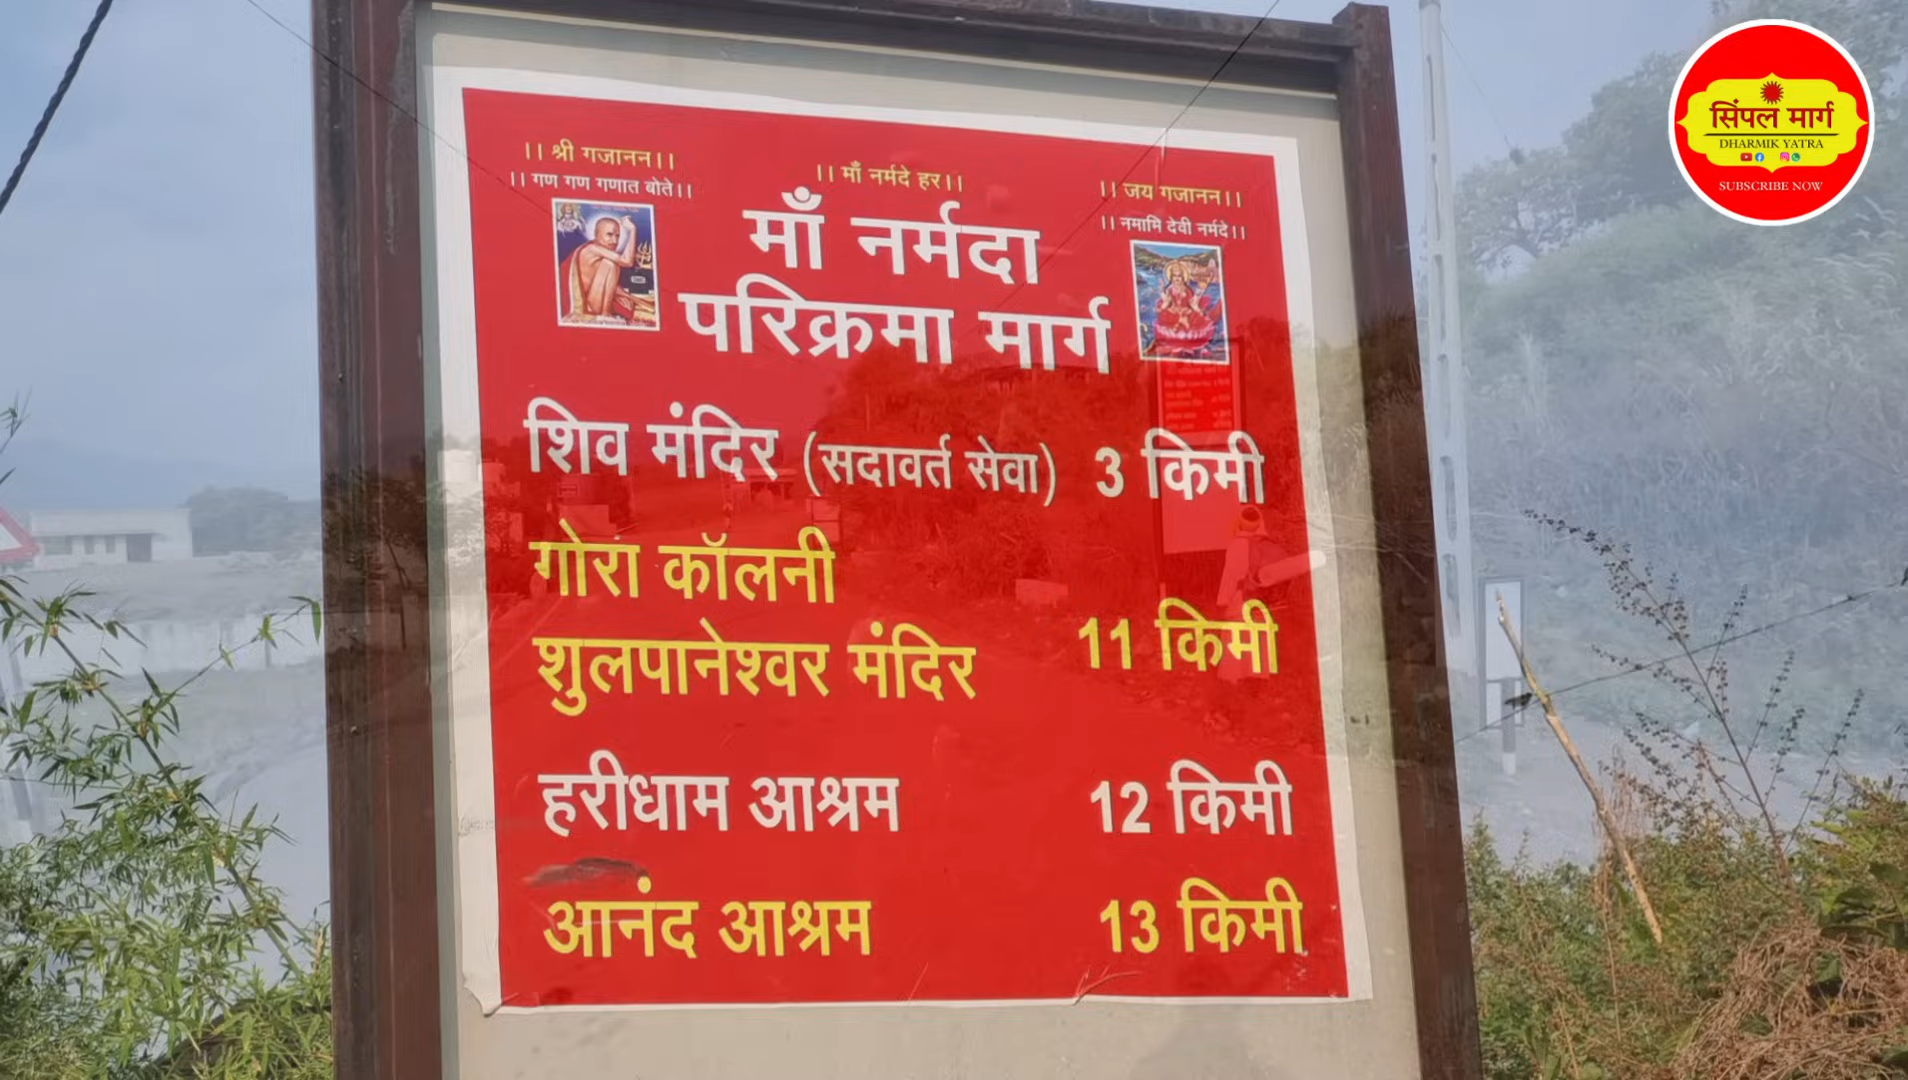 ।। श्री गजानन।।
।। गण गण गणात बोते।।
।। माँ नर्मदे हर।।
।। जय गजानन।।
।। नमामि देवी नर्मदे।।
माँ नर्मदा
परिक्रमा मार्ग
शिव मंदिर (सदावर्त सेवा) 3 किमी
गोरा कॉलनी
शुलपानेश्वर मंदिर 11 किमी
हरीधाम आश्रम 12 किमी
आनंद आश्रम 13 किमी
सिंपल मार्ग
DHARMIK YATRA
SUBSCRIBE NOW